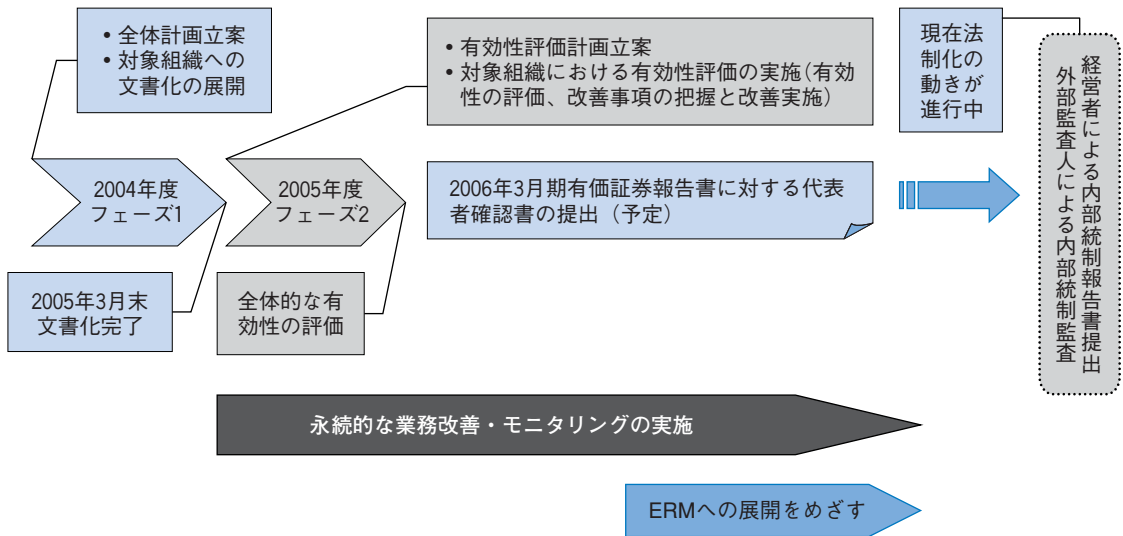 • 全体計画立案
• 対象組織への
文書化の展開
• 有効性評価計画立案
• 対象組織における有効性評価の実施（有効
性の評価、改善事項の把握と改善実施）
現在法
制化の
動きが
進行中
経営者による内部統制報告書提出
外部監査人による内部統制監査
2004年度
フェーズ1
2005年度
フェーズ2
2006年3月期有価証券報告書に対する代表
者確認書の提出（予定）
2005年3月末
文書化完了
全体的な有
効性の評価
永続的な業務改善・モニタリングの実施
ERMへの展開をめざす